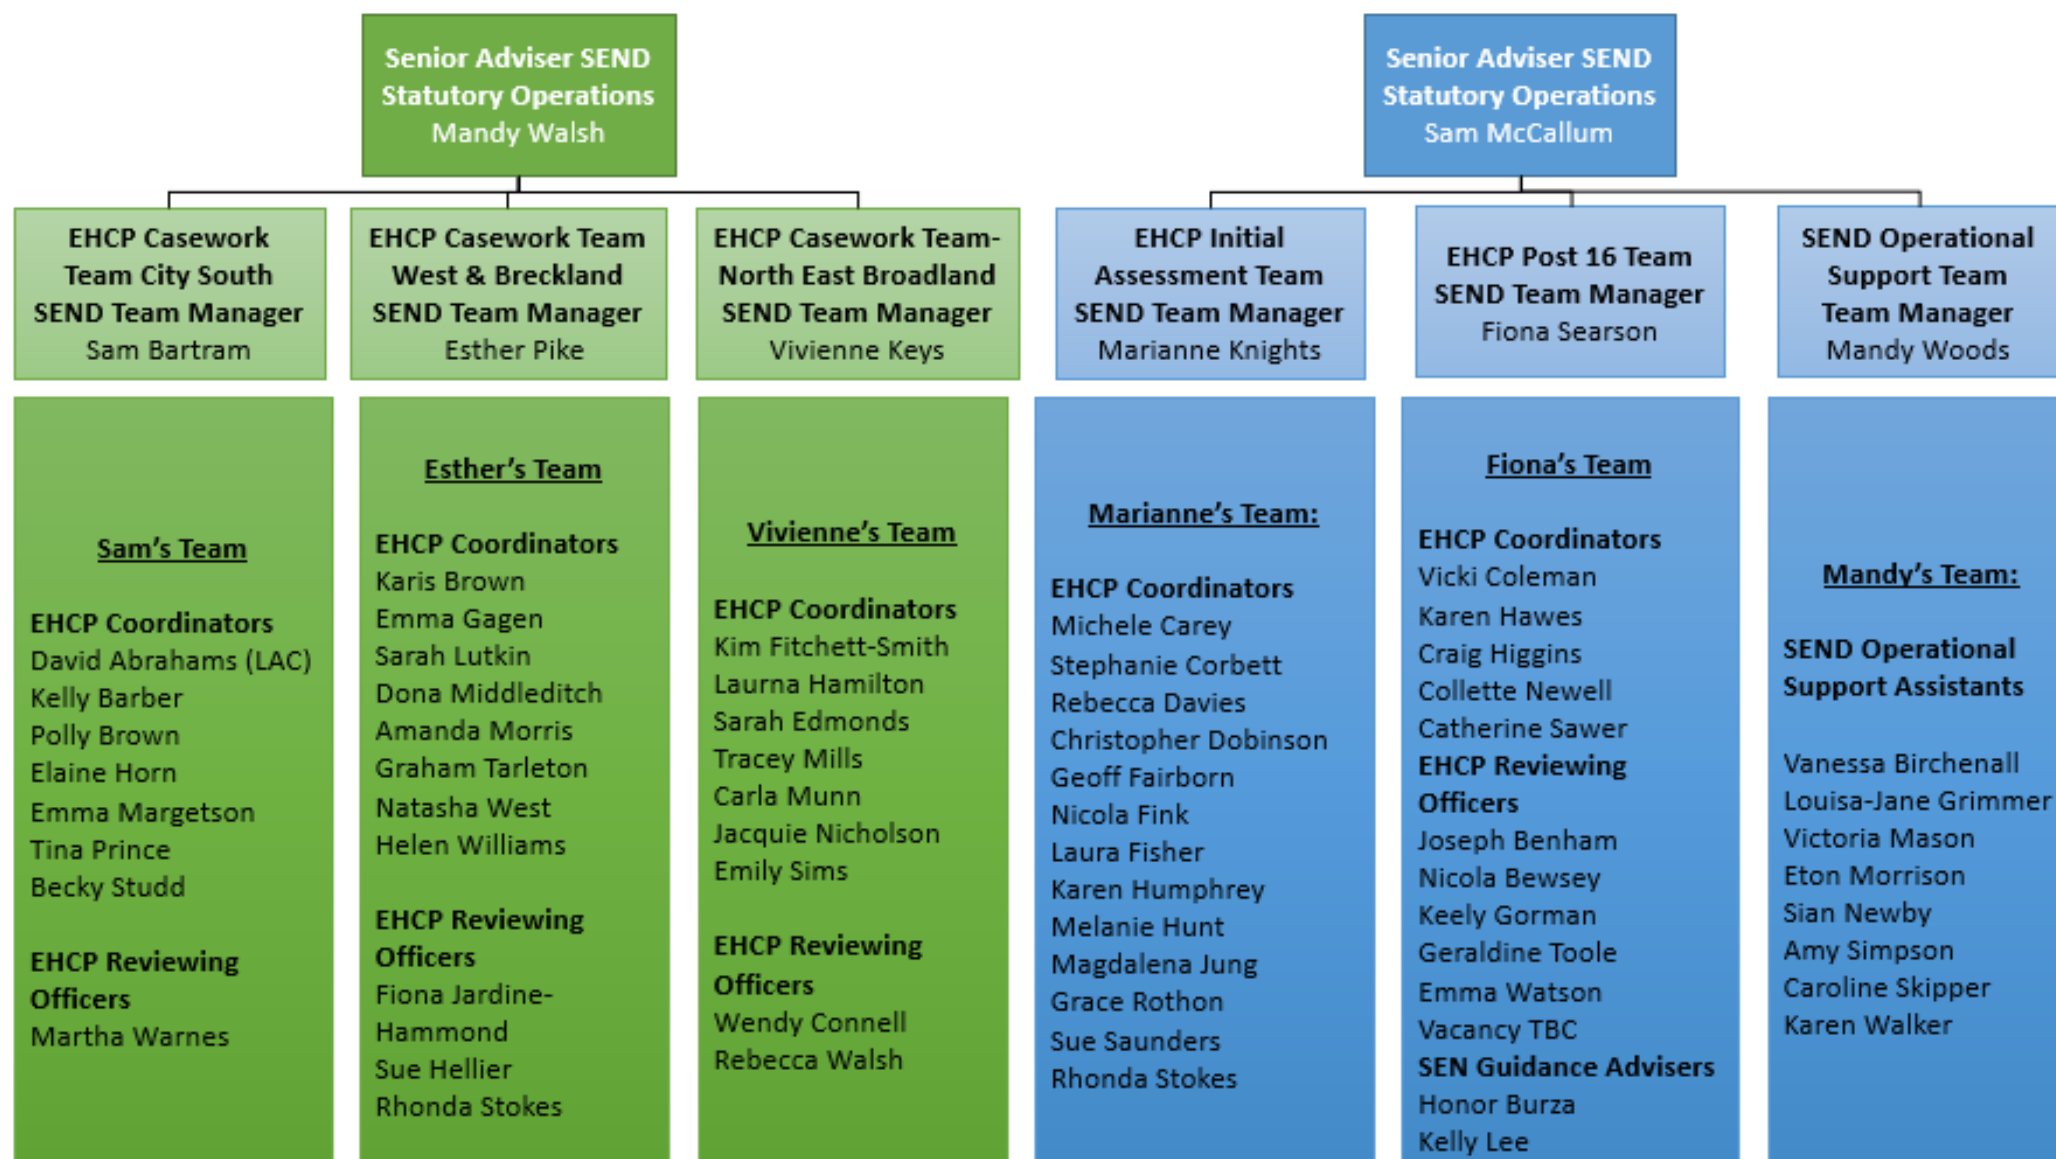 Senior Adviser SEND
Statutory Operations
Mandy Walsh
Senior Adviser SEND
Statutory Operations
Sam McCallum
EHCP Casework
Team City South
SEND Team Manager
Sam Bartram
EHCP Casework Team
West & Breckland
SEND Team Manager
Esther Pike
EHCP Casework Team-
North East Broadland
SEND Team Manager
Vivienne Keys
EHCP Initial
Assessment Team
SEND Team Manager
Marianne Knights
EHCP Post 16 Team
SEND Team Manager
Fiona Searson
SEND Operational
Support Team
Team Manager
Mandy Woods
Sam’s Team
EHCP Coordinators
David Abrahams (LAC)
Kelly Barber
Polly Brown
Elaine Horn
Emma Margetson
Tina Prince
Becky Studd
EHCP Reviewing
Officers
Martha Warnes
Esther’s Team
EHCP Coordinators
Karis Brown
Emma Gagen
Sarah Lutkin
Dona Middleditch
Amanda Morris
Graham Tarleton
Natasha West
Helen Williams
EHCP Reviewing
Officers
Fiona Jardine-
Hammond
Sue Hellier
Rhonda Stokes
Vivienne’s Team
EHCP Coordinators
Kim Fitchett-Smith
Laurna Hamilton
Sarah Edmonds
Tracey Mills
Carla Munn
Jacquie Nicholson
Emily Sims
EHCP Reviewing
Officers
Wendy Connell
Rebecca Walsh
Marianne’s Team:
EHCP Coordinators
Michele Carey
Stephanie Corbett
Rebecca Davies
Christopher Dobinson
Geoff Fairborn
Nicola Fink
Laura Fisher
Karen Humphrey
Melanie Hunt
Magdalena Jung
Grace Rothon
Sue Saunders
Rhonda Stokes
Fiona’s Team
EHCP Coordinators
Vicki Coleman
Karen Hawes
Craig Higgins
Collette Newell
Catherine Sawer
EHCP Reviewing
Officers
Joseph Benham
Nicola Bewsey
Keely Gorman
Geraldine Toole
Emma Watson
Vacancy TBC
SEN Guidance Advisers
Honor Burza
Kelly Lee
Mandy’s Team:
SEND Operational
Support Assistants
Vanessa Birchenall
Louisa-Jane Grimmer
Victoria Mason
Eton Morrison
Sian Newby
Amy Simpson
Caroline Skipper
Karen Walker